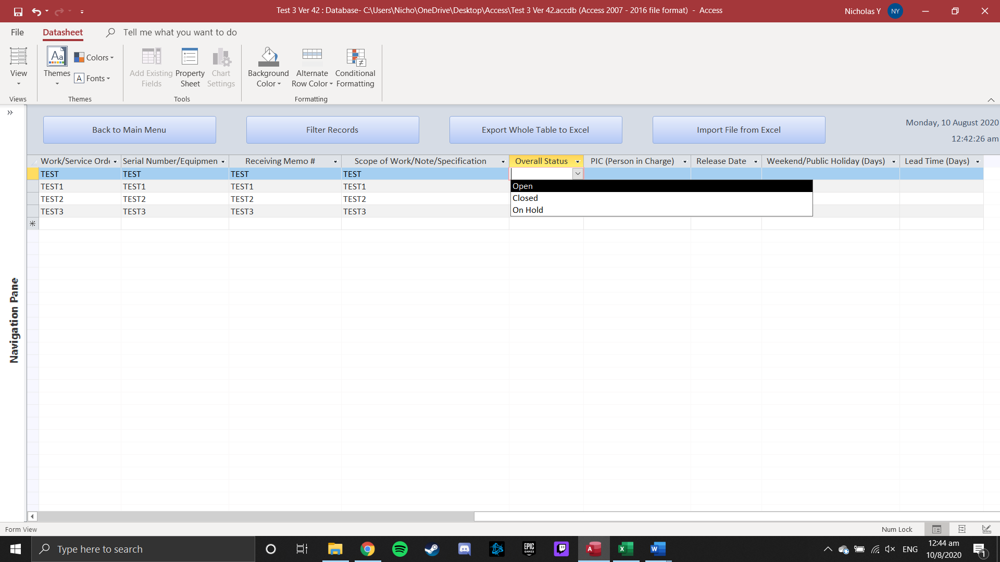 Test 3 Ver 42 : Database- C:\Users\Nicho\OneDrive\Desktop\Access\Test 3 Ver 42.accdb (Access 2007 - 2016 file format) - Access
Nicholas Y NY
File Datasheet Tell me what you want to do
View
Aa
Themes
Colors
A Fonts
Add Existing Fields
Property Sheet
Chart Settings
Background Color
Alternate Row Color
Conditional Formatting
Views Themes Tools Formatting
Back to Main Menu Filter Records Export Whole Table to Excel Import File from Excel
Monday, 10 August 2020
12:42:26 am
Work/Service Orde Serial Number/Equipmen Receiving Memo # Scope of Work/Note/Specification Overall Status PIC (Person in Charge) Release Date Weekend/Public Holiday (Days) Lead Time (Days)
TEST TEST TEST TEST
TEST1 TEST1 TEST1 TEST1
TEST2 TEST2 TEST2 TEST2
TEST3 TEST3 TEST3 TEST3
Open
Closed
On Hold
Navigation Pane
Form View Num Lock
Type here to search
EPIC
GAMES
A
X
W
ENG
12:44 am
10/8/2020
1